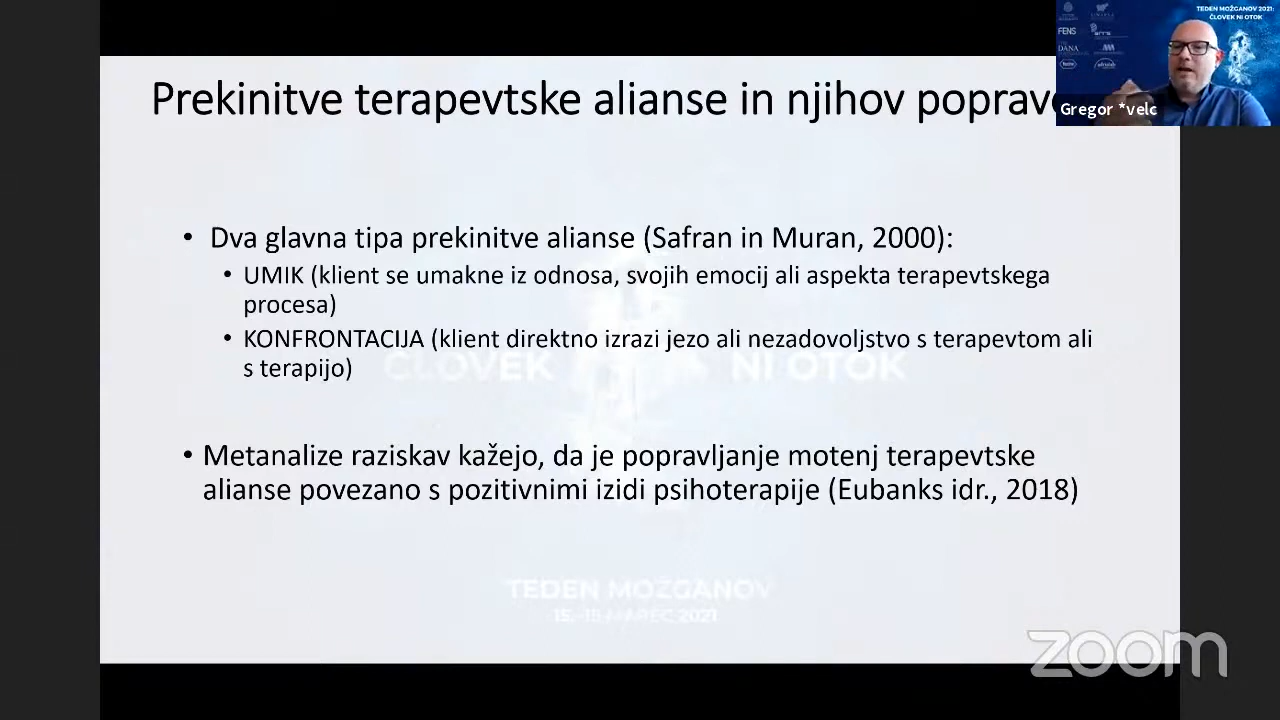 TEDEN MOŽGANOV 2021:
ČLOVEK NI OTOK
FENS
DANA
Gregor *velc
Prekinitve terapevtske alianse in njihov
Dva glavna tipa prekinitve alianse (Safran in Muran, 2000):
UMIK (klient se umakne iz odnosa, svojih emocij ali aspekta terapevtskega
procesa)
KONFRONTACIJA (klient direktno izrazi jezo ali nezadovoljstvo s terapevtom ali
s terapijo)
ČLOVEK NI OTOK
Metanalize raziskav kažejo, da je popravljanje motenj terapevtske
alianse povezano s pozitivnimi izidi psihoterapije (Eubanks idr., 2018)
TEDEN MOŽGANOV
MAREC 2021
zoom